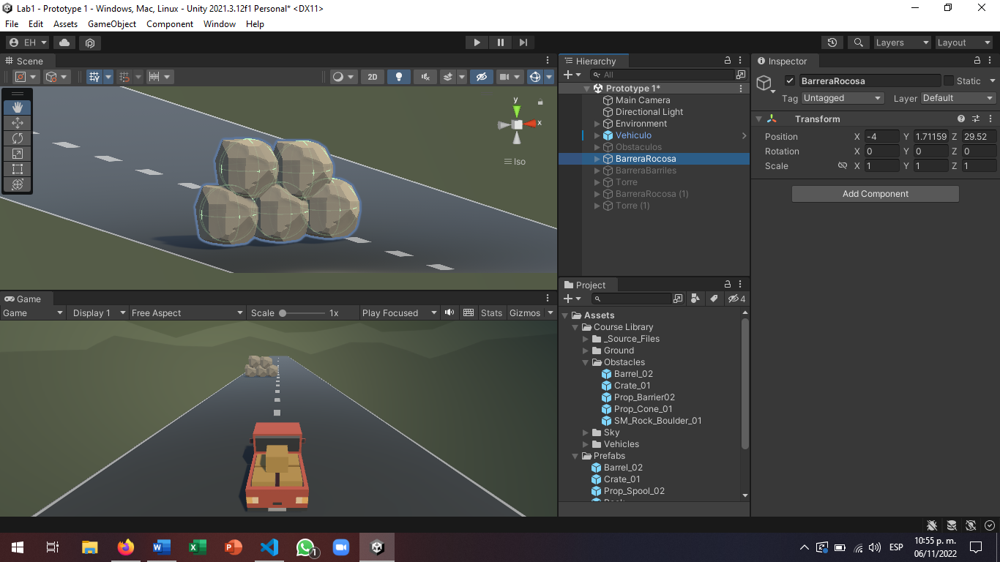 Lab1 - Prototype 1 - Windows, Mac, Linux - Unity 2021.3.12f1 Personal* <DX11>
File Edit Assets GameObject Component Window Help
EH Layers Layout
Scene
2D
y
x
Iso
Game
Game Display 1 Free Aspect Scale 1x Play Focused Stats Gizmos
Hierarchy
All
Prototype 1*
Main Camera
Directional Light
Environment
Vehiculo
Obstaculos
BarreraRocosa
BarreraBarriles
Torre
BarreraRocosa (1)
Torre (1)
Project
4
Assets
Course Library
_Source_Files
Ground
Obstacles
Barrel_02
Crate_01
Prop_Barrier02
Prop_Cone_01
SM_Rock_Boulder_01
Sky
Vehicles
Prefabs
Barrel_02
Crate_01
Prop_Spool_02
Inspector
BarreraRocosa Static
Tag Untagged Layer Default
Transform
Position X -4 Y 1.71159 Z 29.52
Rotation X 0 Y 0 Z 0
Scale X 1 Y 1 Z 1
Add Component
1
ESP
10:55 p. m.
06/11/2022